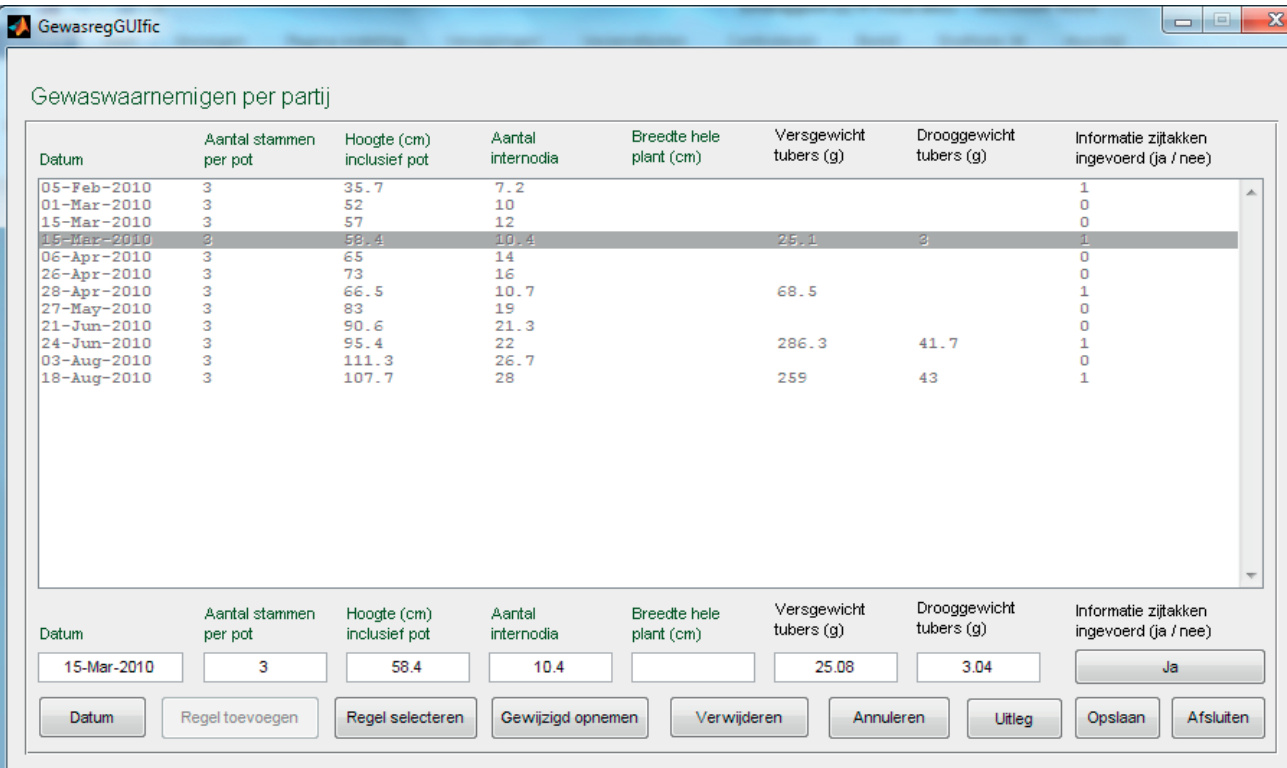 GewasregGUIfic
Gewaswaarnemigen per partij
Datum Aantal stammen per pot Hoogte (cm) inclusief pot Aantal internodia Breedte hele plant (cm) Versgewicht tubers (g) Drooggewicht tubers (g) Informatie zijtakken ingevoerd (ja / nee)
05-Feb-2010 3 35.7 7.2 1
01-Mar-2010 3 52 10 0
15-Mar-2010 3 57 12 0
15-Mar-2010 3 58.4 10.4 25.1 3 1
06-Apr-2010 3 65 14 0
26-Apr-2010 3 73 16 0
28-Apr-2010 3 66.5 10.7 68.5 1
27-May-2010 3 83 19 0
21-Jun-2010 3 90.6 21.3 0
24-Jun-2010 3 95.4 22 286.3 41.7 1
03-Aug-2010 3 111.3 26.7 0
18-Aug-2010 3 107.7 28 259 43 1
Datum Aantal stammen per pot Hoogte (cm) inclusief pot Aantal internodia Breedte hele plant (cm) Versgewicht tubers (g) Drooggewicht tubers (g) Informatie zijtakken ingevoerd (ja / nee)
15-Mar-2010 3 58.4 10.4 25.08 3.04 Ja
Datum Regel toevoegen Regel selecteren Gewijzigd opnemen Verwijderen Annuleren Uitleg Opslaan Afsluiten